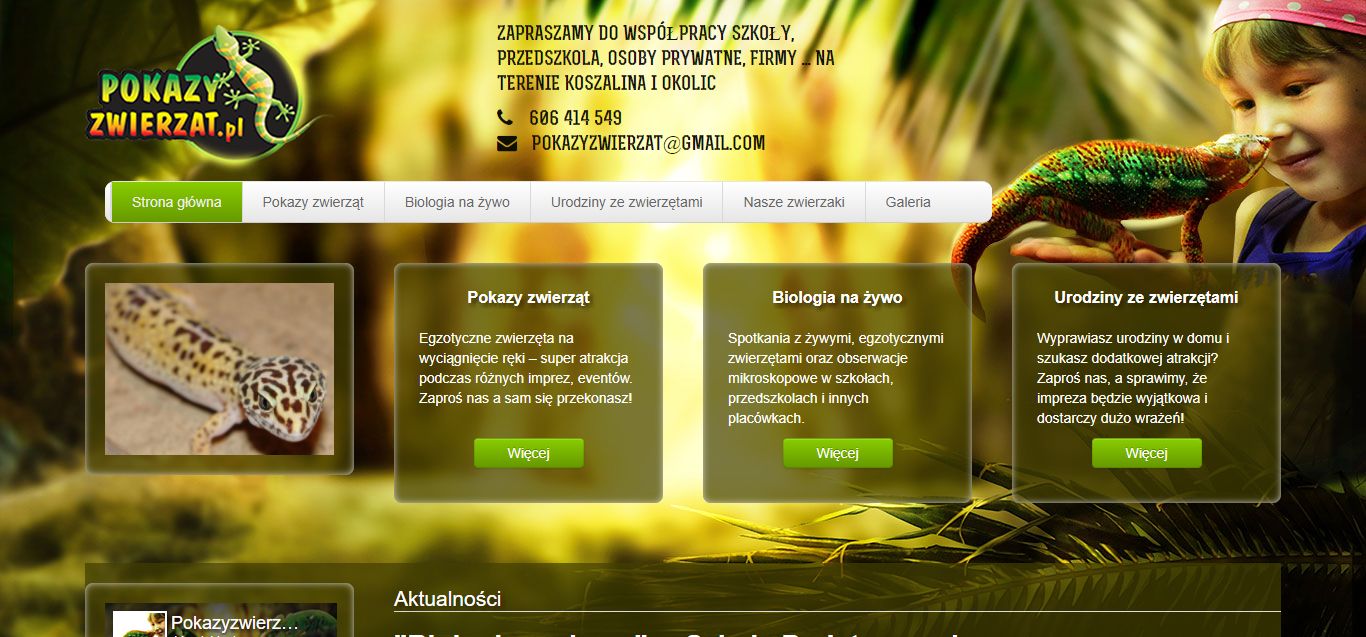 POKAZY
ZWIERZAT.pl
ZAPRASZAMY DO WSPÓŁPRACY SZKOŁY,
PRZEDSZKOLA, OSOBY PRYWATNE, FIRMY ... NA
TERENIE KOSZALINA I OKOLIC
606 414 549
POKAZYZWIERZAT@GMAIL.COM
Strona główna
Pokazy zwierząt
Biologia na żywo
Urodziny ze zwierzętami
Nasze zwierzaki
Galeria
Pokazy zwierząt
Egzotyczne zwierzęta na
wyciągnięcie ręki – super atrakcja
podczas różnych imprez, eventów.
Zaproś nas a sam się przekonasz!
Więcej
Biologia na żywo
Spotkania z żywymi, egzotycznymi
zwierzętami oraz obserwacje
mikroskopowe w szkołach,
przedszkolach i innych
placówkach.
Więcej
Urodziny ze zwierzętami
Wyprawiasz urodziny w domu i
szukasz dodatkowej atrakcji?
Zaproś nas, a sprawimy, że
impreza będzie wyjątkowa i
dostarczy dużo wrażeń!
Więcej
Pokazyzwierz...
Aktualności